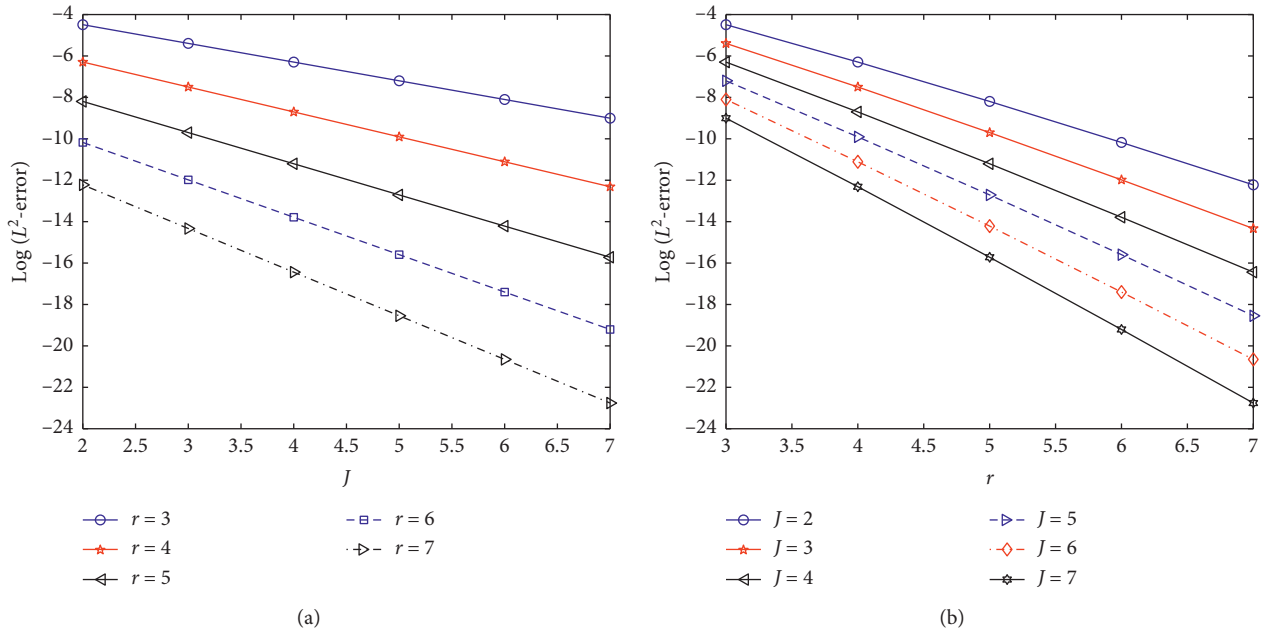 –4
–6
–8
–10
–12
–14
–16
–18
–20
–22
–24
Log (L²-error)
2 2.5 3 3.5 4 4.5 5 5.5 6 6.5 7
J
r = 3
r = 4
r = 5
r = 6
r = 7
(a)
–4
–6
–8
–10
–12
–14
–16
–18
–20
–22
–24
Log (L²-error)
3 3.5 4 4.5 5 5.5 6 6.5 7
r
J = 2
J = 3
J = 4
J = 5
J = 6
J = 7
(b)